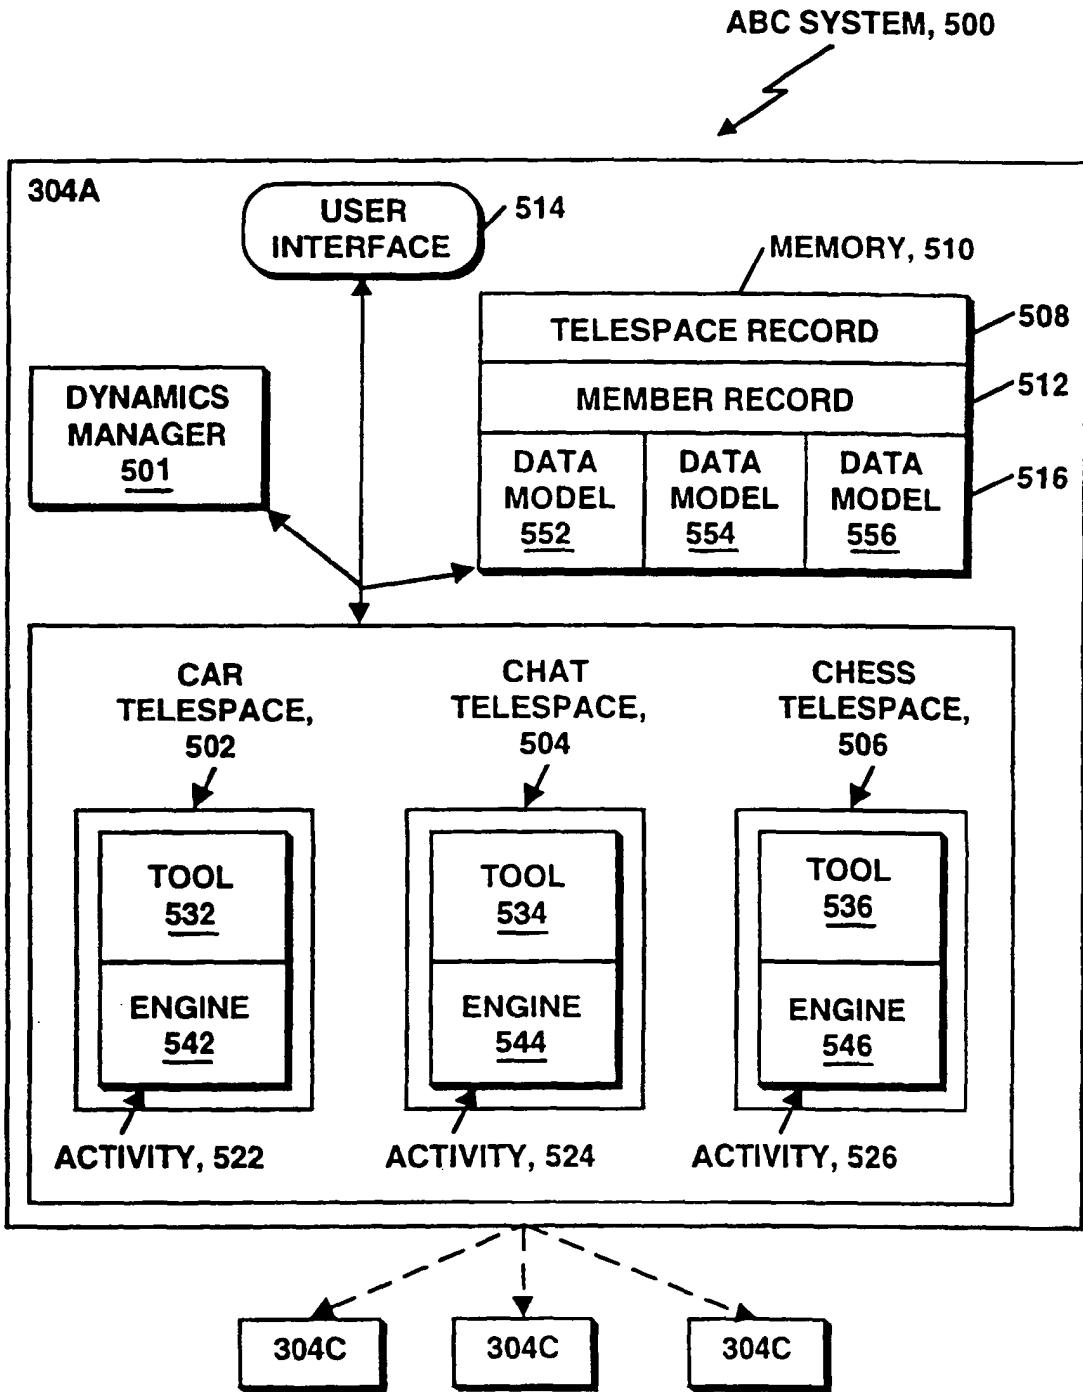 ABC SYSTEM, 500
304A
USER
INTERFACE
514
MEMORY, 510
TELESPACE RECORD
508
MEMBER RECORD
512
DYNAMICS
MANAGER
501
DATA
MODEL
552
DATA
MODEL
554
DATA
MODEL
556
516
CAR
TELESPACE,
502
CHAT
TELESPACE,
504
CHESS
TELESPACE,
506
TOOL
532
TOOL
534
TOOL
536
ENGINE
542
ENGINE
544
ENGINE
546
ACTIVITY, 522
ACTIVITY, 524
ACTIVITY, 526
304C
304C
304C